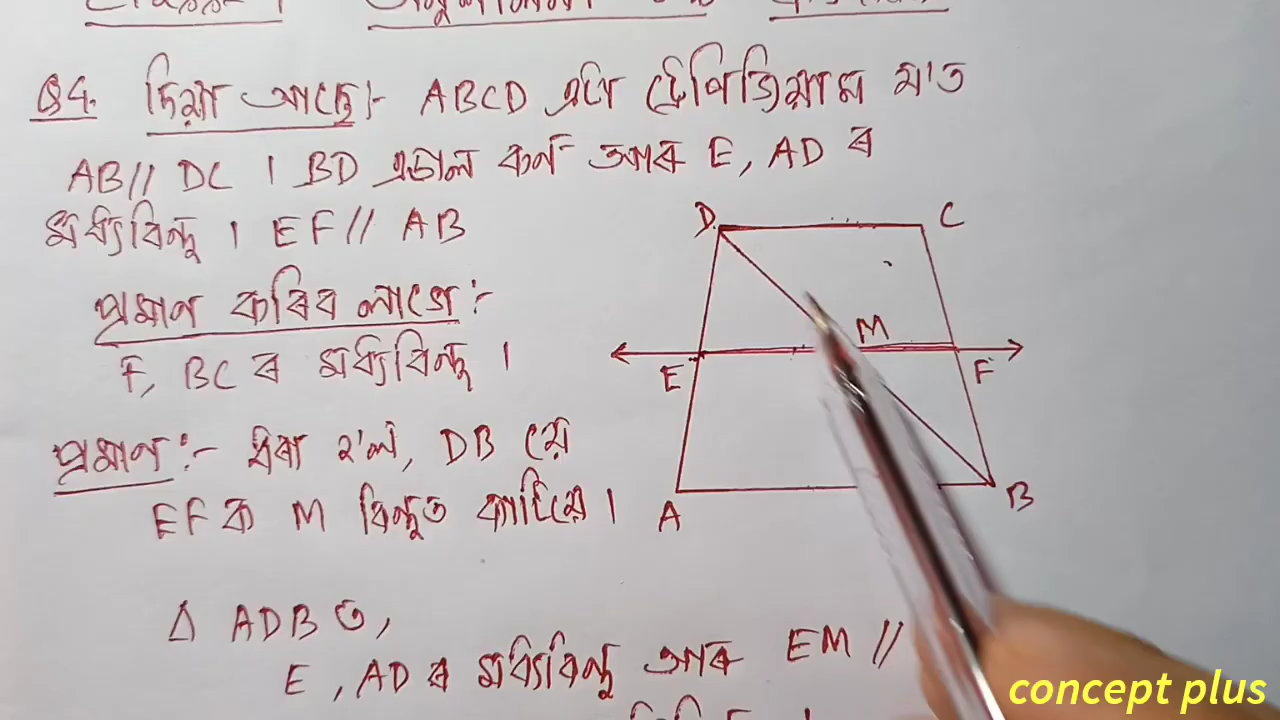 Q4. দিয়া আছে:- ABCD এটা ট্ৰেপিজিয়াম য'ত
AB // DC । BD এডাল কৰ্ণ আৰু E, AD ৰ
মধ্যবিন্দু । EF // AB
প্ৰমাণ কৰিব লাগে :-
F, BC ৰ মধ্যবিন্দু ।
প্ৰমাণ :- ধৰা হ'ল, DB য়ে
EF ক M বিন্দুত কাটিছে ।
Δ ADB ত,
E, AD ৰ মধ্যবিন্দু আৰু EM //
D C
M
E F
A B
concept plus